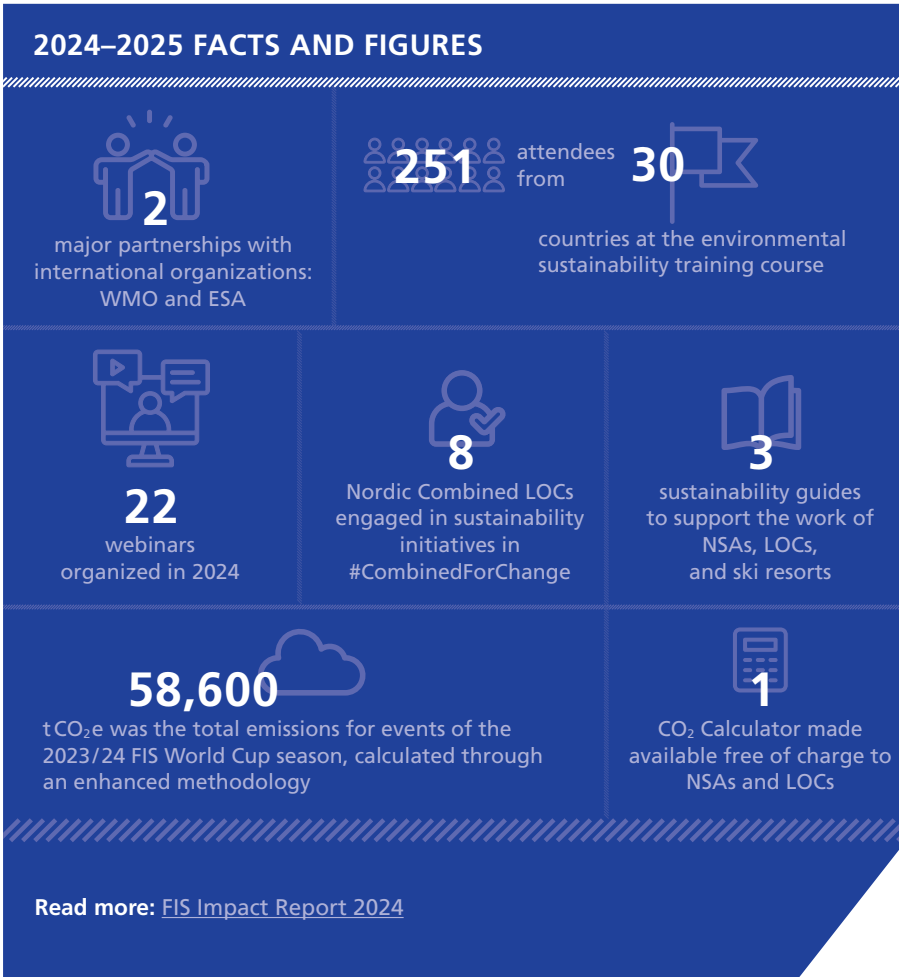 2024–2025 FACTS AND FIGURES
2
major partnerships with
international organizations:
WMO and ESA
251
attendees
from
30
countries at the environmental
sustainability training course
22
webinars
organized in 2024
8
Nordic Combined LOCs
engaged in sustainability
initiatives in
#CombinedForChange
3
sustainability guides
to support the work of
NSAs, LOCs,
and ski resorts
58,600
tCO₂e was the total emissions for events of the
2023/24 FIS World Cup season, calculated through
an enhanced methodology
1
CO₂ Calculator made
available free of charge to
NSAs and LOCs
Read more: FIS Impact Report 2024